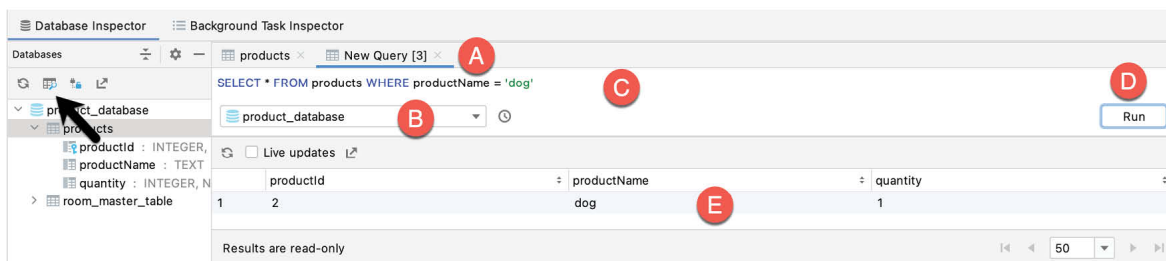 Database Inspector Background Task Inspector
Databases products New Query [3] A
SELECT * FROM products WHERE productName = 'dog' C D
product_database B Run
products
productId : INTEGER,
productName : TEXT
quantity : INTEGER, N
room_master_table
Live updates
productId productName quantity
1 2 dog E 1
Results are read-only 50